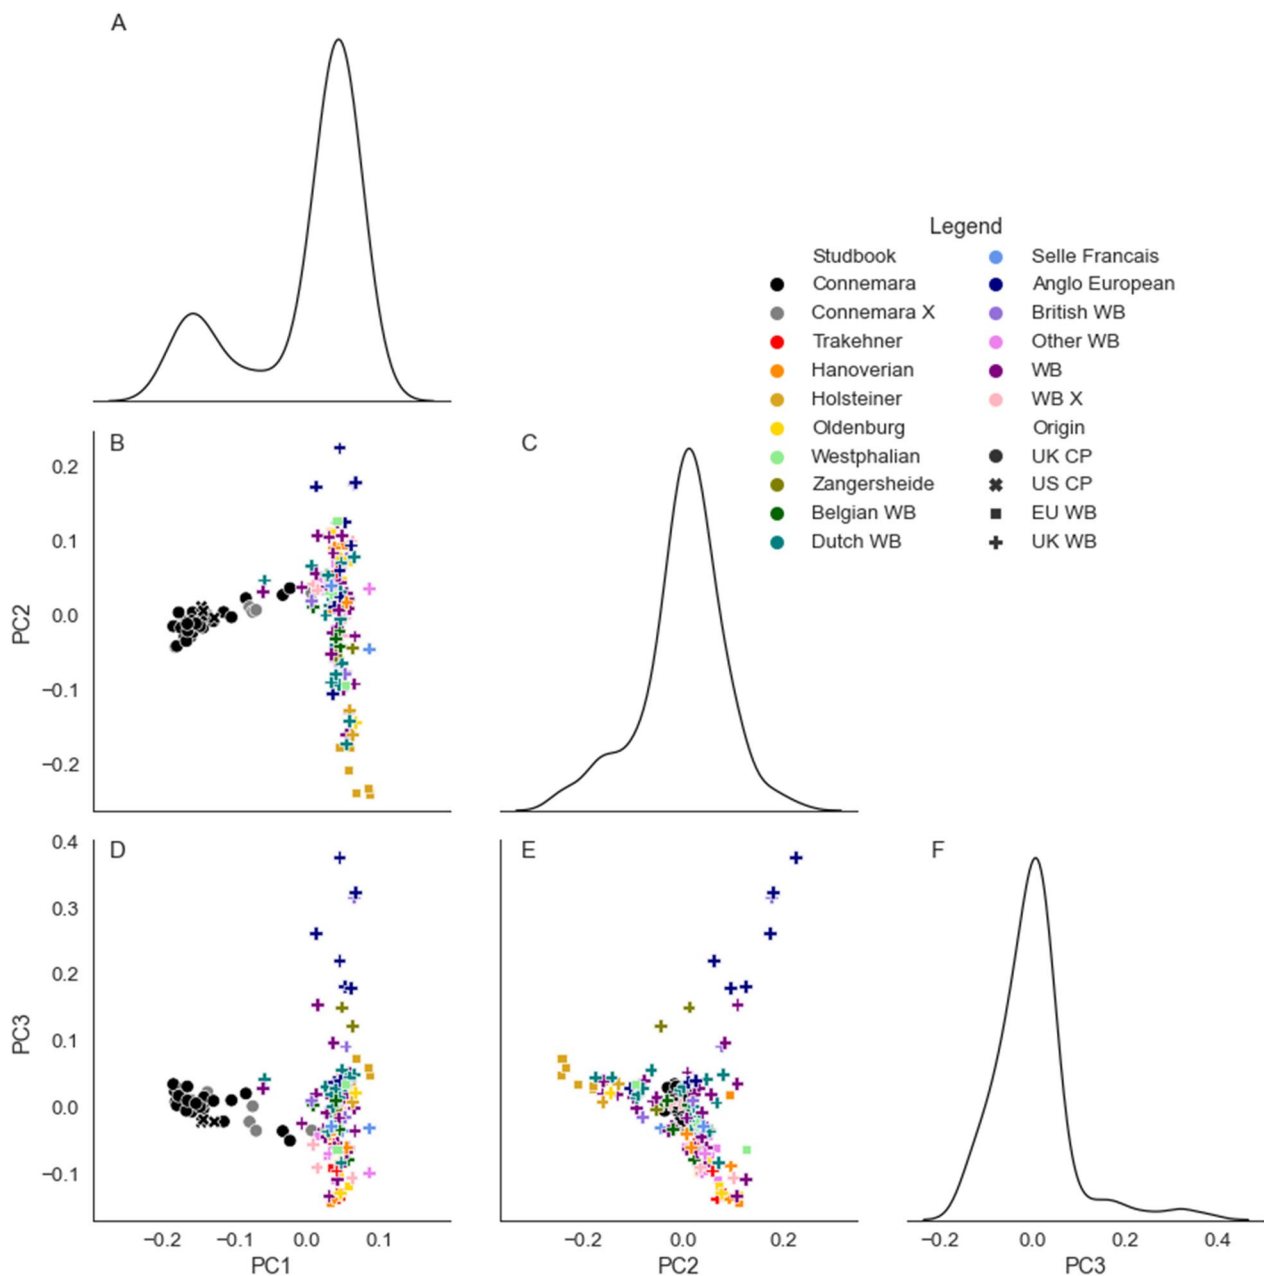 A
Legend
Studbook
Connemara
Connemara X
Trakehner
Hanoverian
Holsteiner
Oldenburg
Westphalian
Zangersheide
Belgian WB
Dutch WB
Selle Francais
Anglo European
British WB
Other WB
WB
WB X
Origin
UK CP
US CP
EU WB
UK WB
B
PC2
0.2
0.1
0.0
−0.1
−0.2
C
D
PC3
0.4
0.3
0.2
0.1
0.0
−0.1
−0.2 −0.1 0.0 0.1
PC1
E
−0.2 0.0 0.2
PC2
F
−0.2 0.0 0.2 0.4
PC3